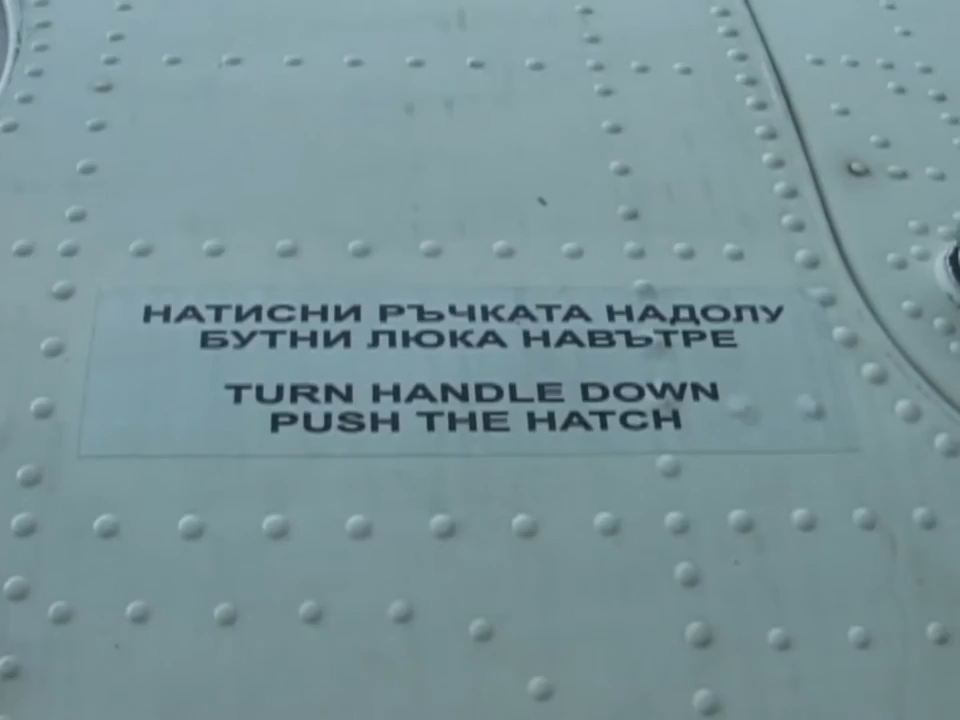 НАТИСНИ РЪЧКАТА НАДОЛУ
БУТНИ ЛЮКА НАВЪТРЕ
TURN HANDLE DOWN
PUSH THE HATCH